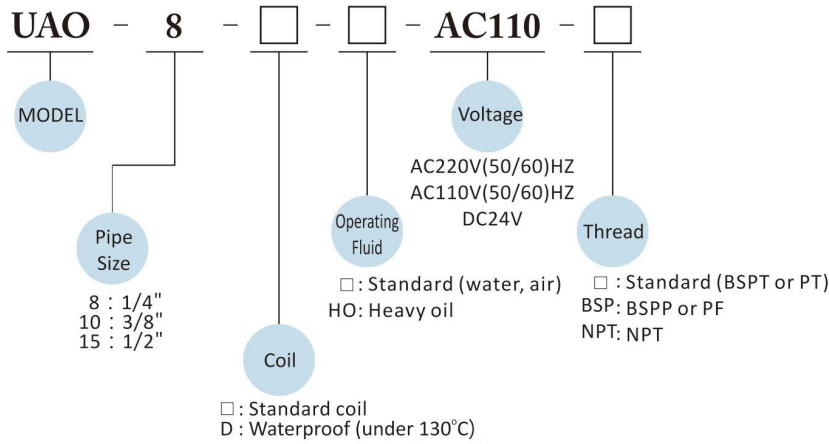 UAO - 8 - □ - □ - AC110 - □
MODEL
Voltage
AC220V(50/60)HZ
AC110V(50/60)HZ
DC24V
Pipe
Size
8 : 1/4"
10 : 3/8"
15 : 1/2"
Operating
Fluid
□: Standard (water, air)
HO: Heavy oil
Thread
□: Standard (BSPT or PT)
BSP: BSPP or PF
NPT: NPT
Coil
□: Standard coil
D : Waterproof (under 130°C)